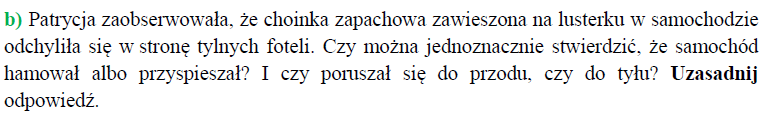 b) Patrycja zaobserwowała, że choinka zapachowa zawieszona na lusterku w samochodzie
odchyliła się w stronę tylnych foteli. Czy można jednoznacznie stwierdzić, że samochód
hamował albo przyspieszał? I czy poruszał się do przodu, czy do tyłu? Uzasadnij
odpowiedź.